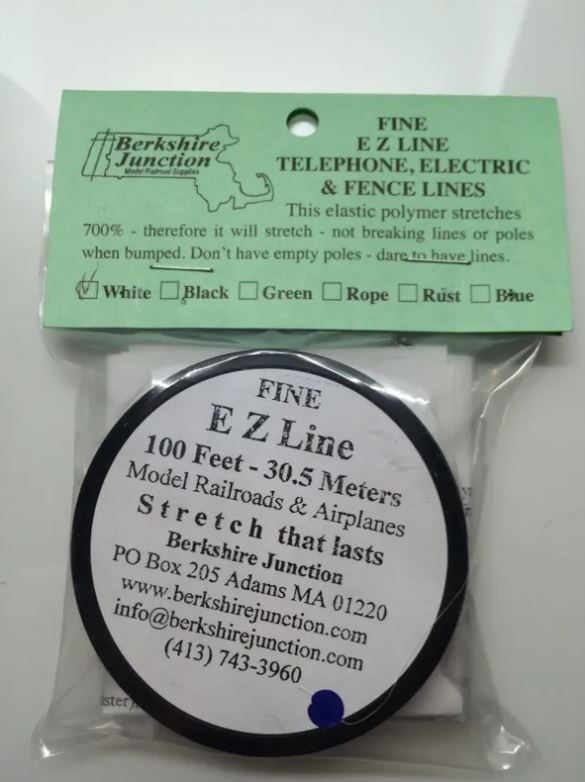 Berkshire
Junction
Model Railroad Supplies
FINE
E Z LINE
TELEPHONE, ELECTRIC
& FENCE LINES
This elastic polymer stretches
700% - therefore it will stretch - not breaking lines or poles
when bumped. Don't have empty poles - dare to have lines.
White Black Green Rope Rust Blue
FINE
E Z Line
100 Feet - 30.5 Meters
Model Railroads & Airplanes
Stretch that lasts
Berkshire Junction
PO Box 205 Adams MA 01220
www.berkshirejunction.com
info@berkshirejunction.com
(413) 743-3960